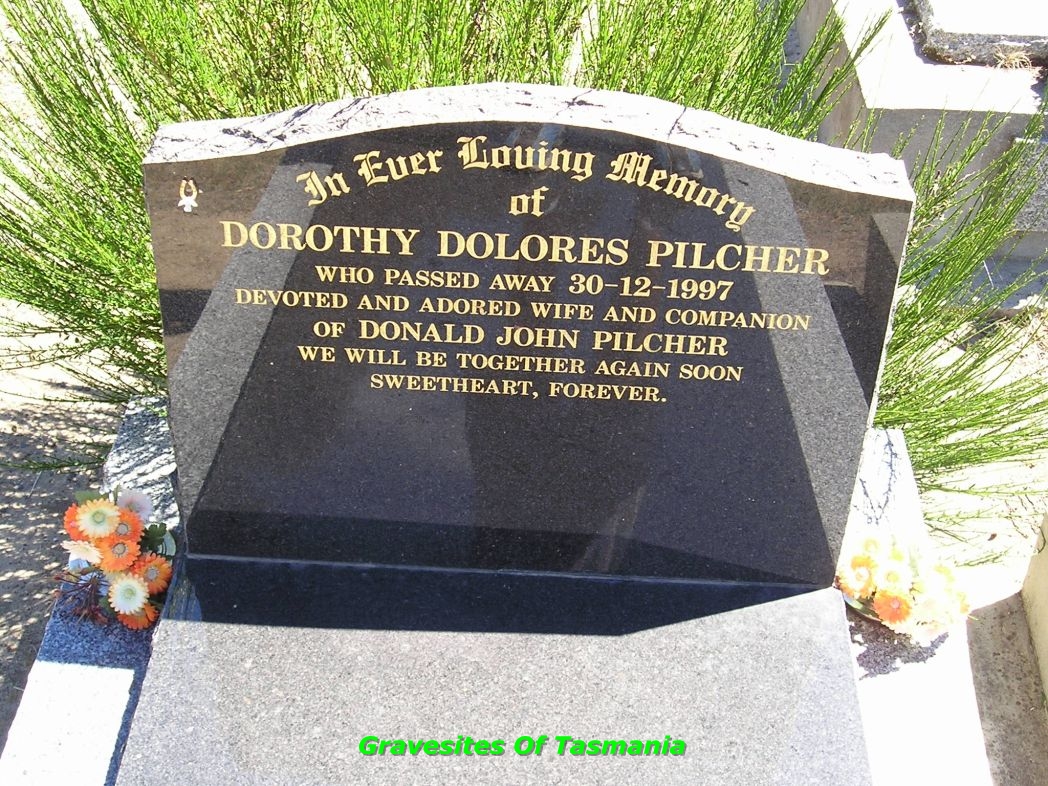 In Ever Loving Memory
of
DOROTHY DOLORES PILCHER
WHO PASSED AWAY 30-12-1997
DEVOTED AND ADORED WIFE AND COMPANION
OF DONALD JOHN PILCHER
WE WILL BE TOGETHER AGAIN SOON
SWEETHEART, FOREVER.
Gravesites Of Tasmania